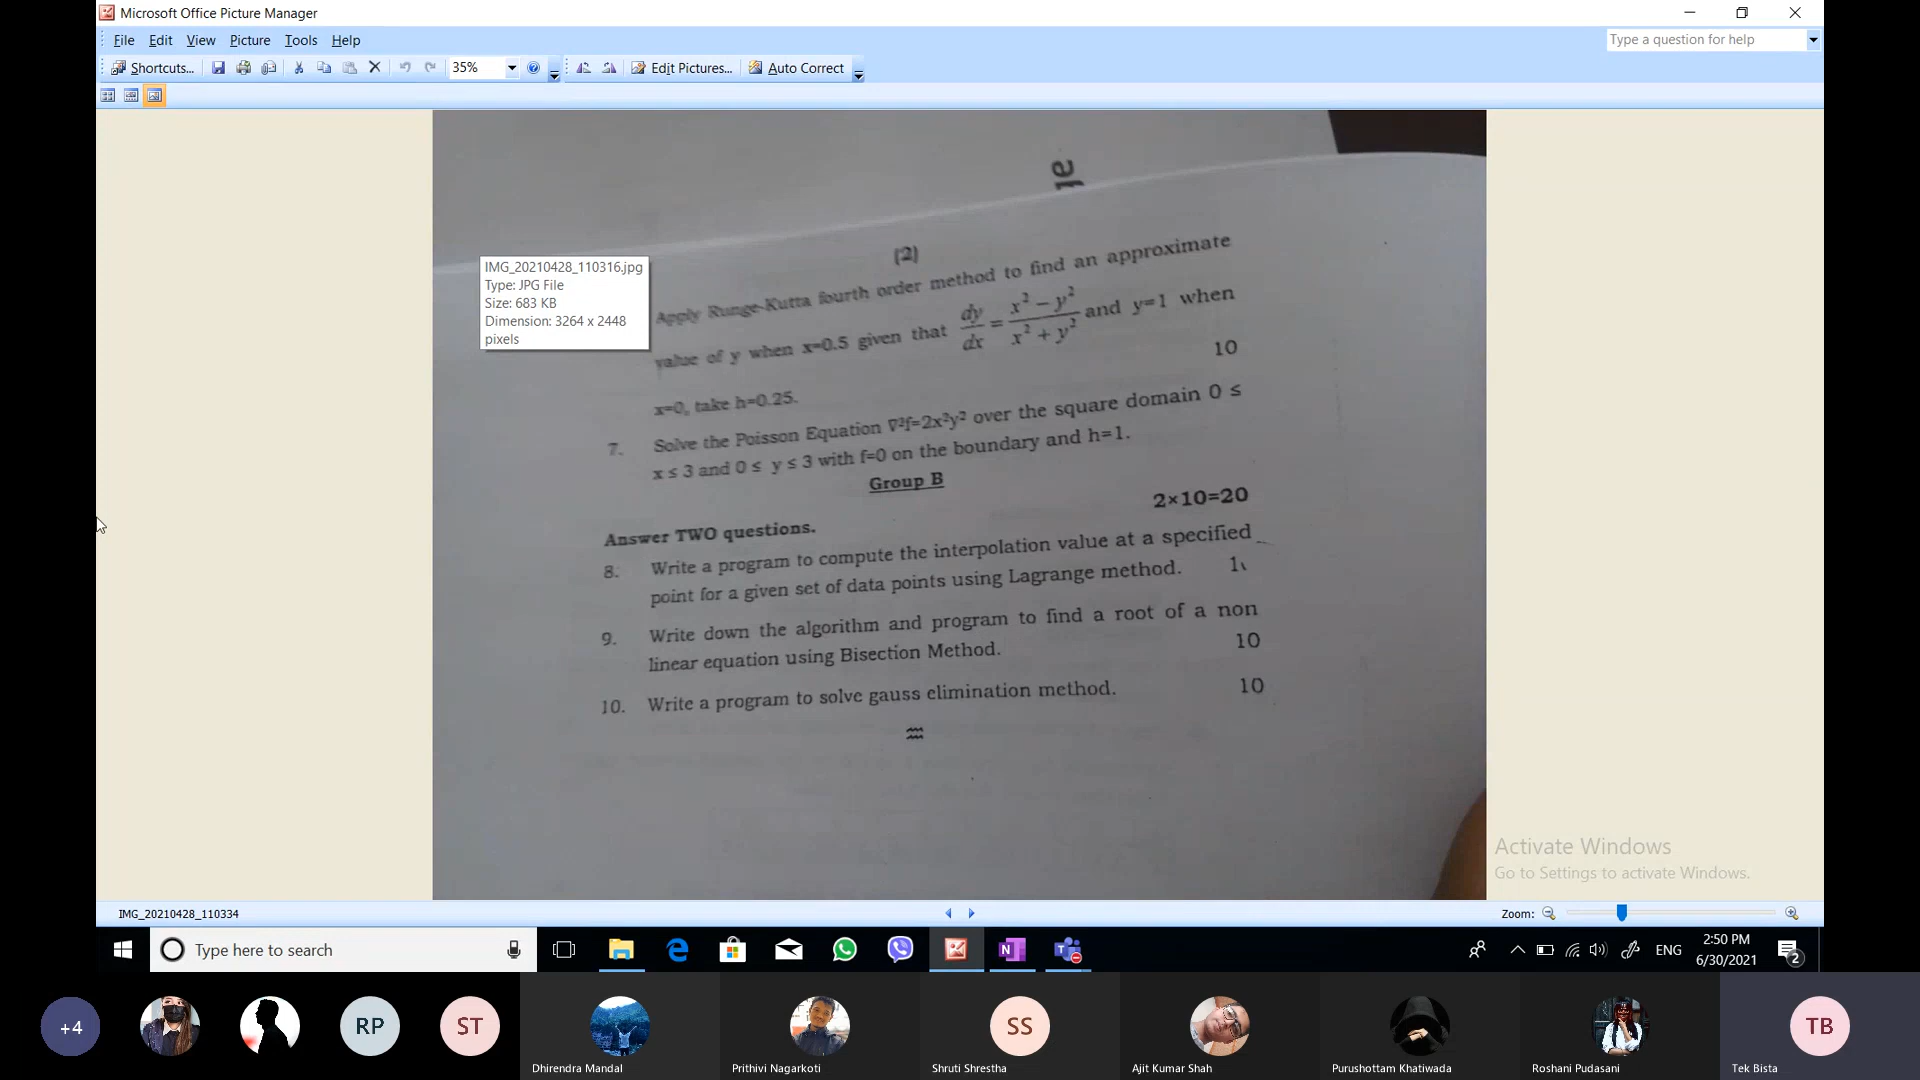 Microsoft Office Picture Manager
File Edit View Picture Tools Help
Type a question for help
Shortcuts... 35% Edit Pictures... Auto Correct
ge
(2)
IMG_20210428_110316.jpg
Type: JPG File
Size: 683 KB
Dimension: 3264 x 2448
pixels
Apply Runge-Kutta fourth order method to find an approximate
value of y when x=0.5 given that dy/dx = x² − y² / x² + y² and y=1 when
x=0, take h=0.25. 10
7. Solve the Poisson Equation ∇²f=2x²y² over the square domain 0 ≤
x ≤ 3 and 0 ≤ y ≤ 3 with f=0 on the boundary and h=1.
Group B
Answer TWO questions. 2×10=20
8. Write a program to compute the interpolation value at a specified
point for a given set of data points using Lagrange method.
9. Write down the algorithm and program to find a root of a non
linear equation using Bisection Method. 10
10. Write a program to solve gauss elimination method. 10
Activate Windows
Go to Settings to activate Windows.
IMG_20210428_110334
Zoom:
Type here to search
ENG
2:50 PM
6/30/2021
2
+4
RP
ST
SS
TB
Dhirendra Mandal
Prithivi Nagarkoti
Shruti Shrestha
Ajit Kumar Shah
Purushottam Khatiwada
Roshani Pudasani
Tek Bista